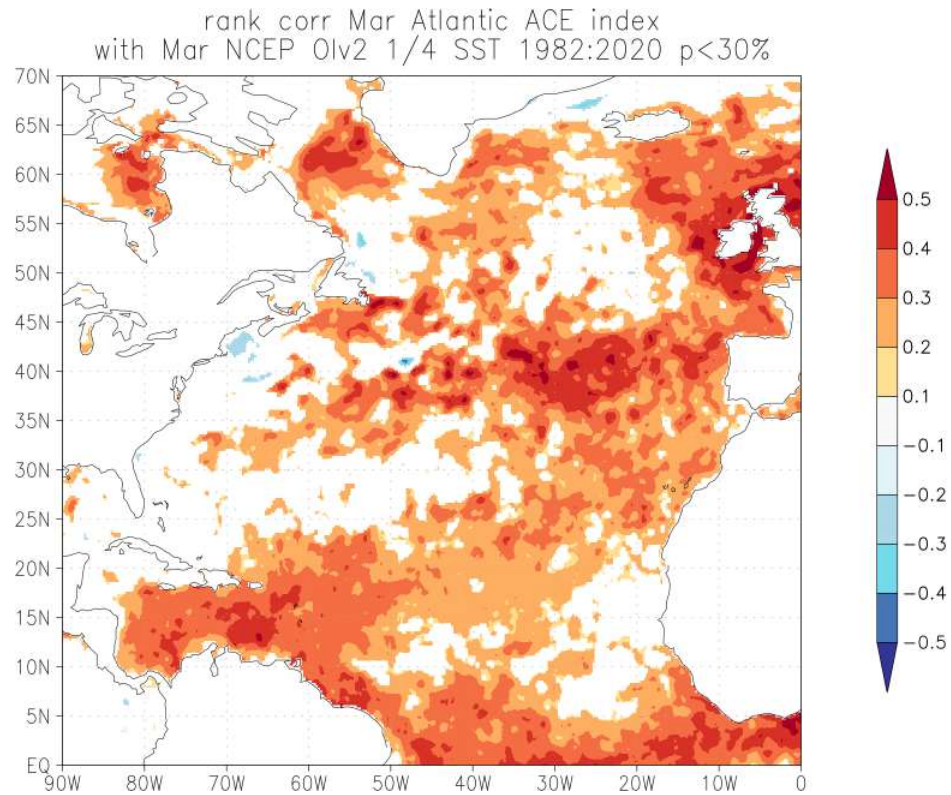 rank corr Mar Atlantic ACE index
with Mar NCEP OIv2 1/4 SST 1982:2020 p<30%
70N
65N
60N
55N
50N
45N
40N
35N
30N
25N
20N
15N
10N
5N
EQ
90W 80W 70W 60W 50W 40W 30W 20W 10W 0
0.5
0.4
0.3
0.2
0.1
-0.1
-0.2
-0.3
-0.4
-0.5